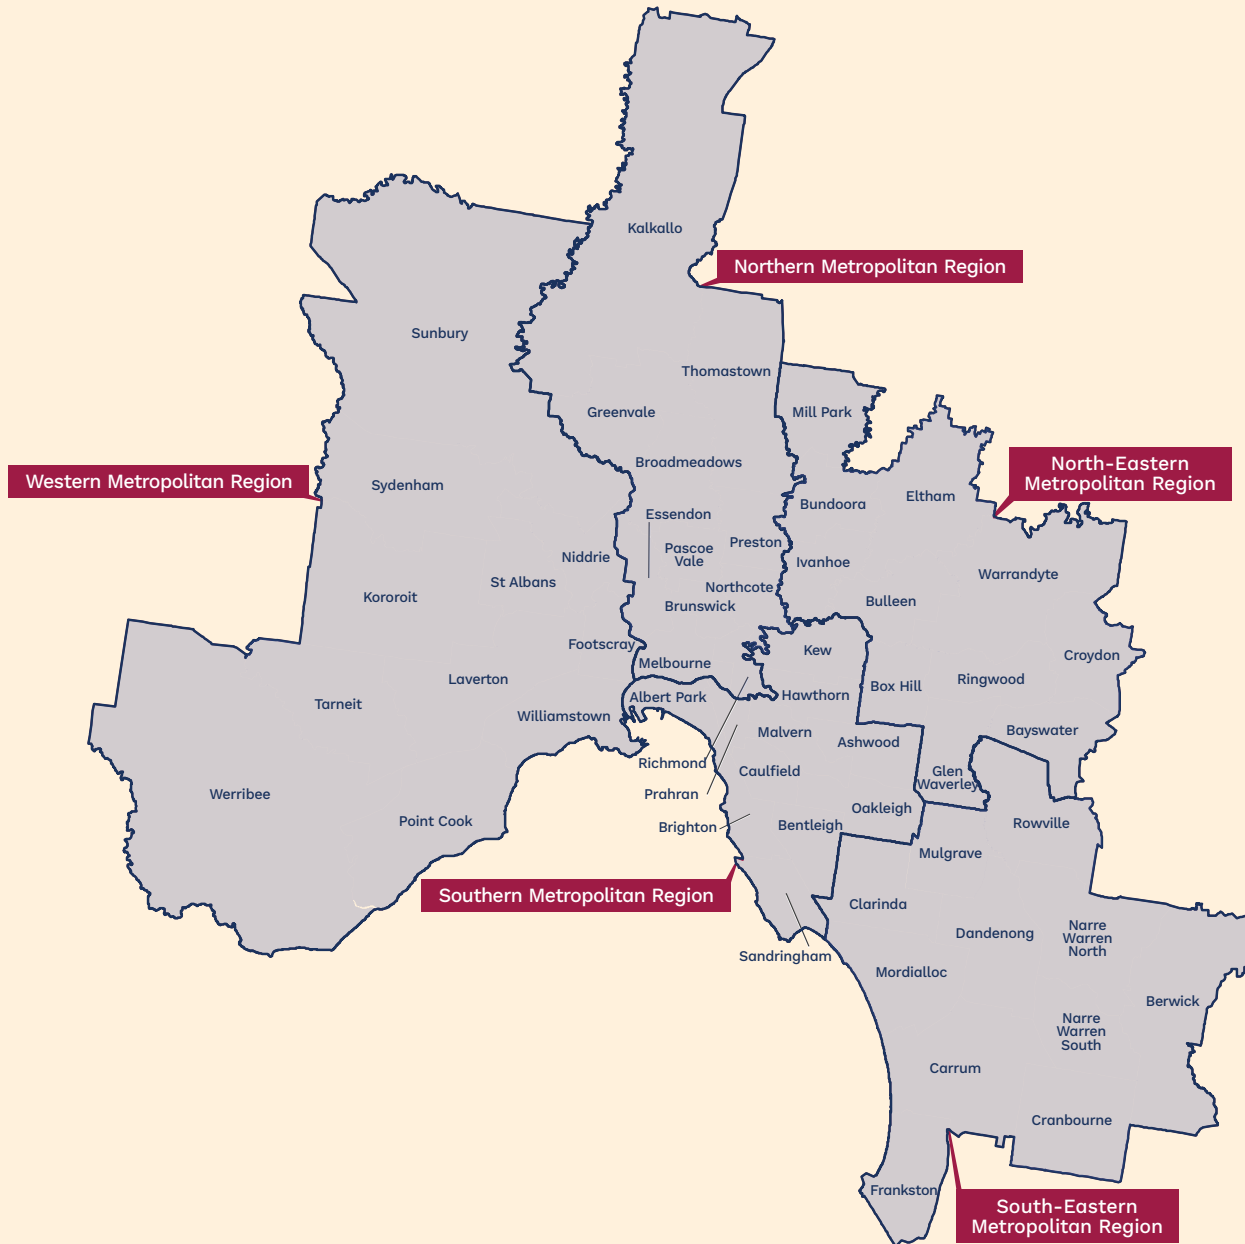 Kalkallo
Northern Metropolitan Region
Sunbury
Thomastown
Greenvale
Mill Park
Broadmeadows
North-Eastern
Metropolitan Region
Western Metropolitan Region
Sydenham
Eltham
Bundoora
Essendon
Preston
Pascoe
Vale
Niddrie
Ivanhoe
Warrandyte
St Albans
Northcote
Kororoit
Brunswick
Bulleen
Footscray
Kew
Croydon
Melbourne
Laverton
Ringwood
Box Hill
Albert Park
Hawthorn
Tarneit
Williamstown
Malvern
Bayswater
Ashwood
Richmond
Caulfield
Glen
Waverley
Werribee
Prahran
Oakleigh
Point Cook
Brighton
Bentleigh
Rowville
Mulgrave
Southern Metropolitan Region
Clarinda
Dandenong
Narre
Warren
North
Sandringham
Mordialloc
Berwick
Narre
Warren
South
Carrum
Cranbourne
Frankston
South-Eastern
Metropolitan Region